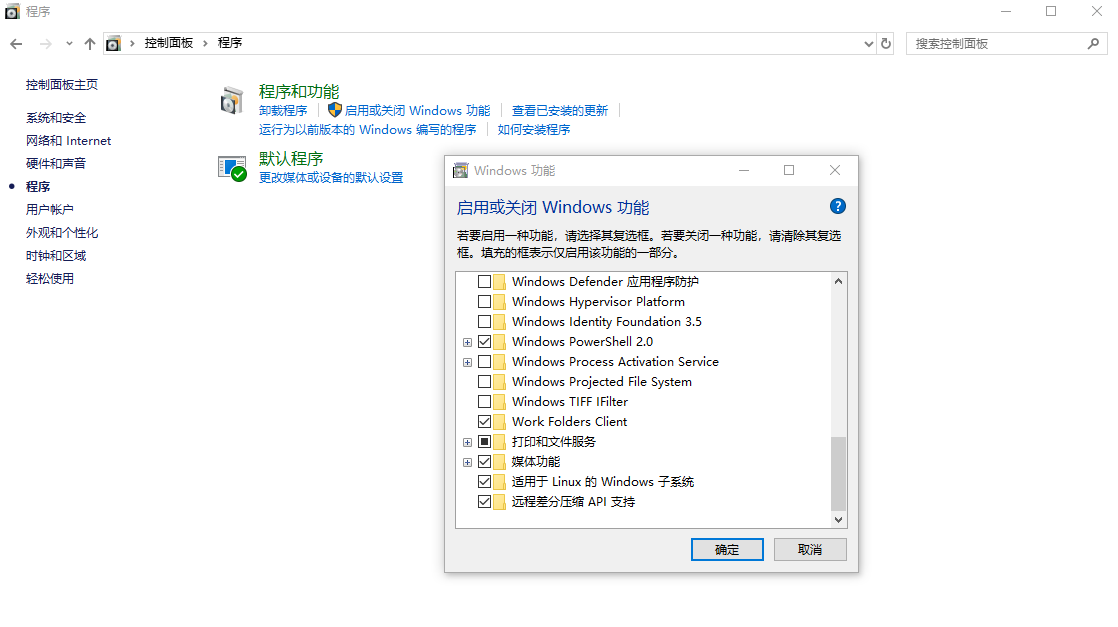 程序
控制面板 程序
搜索控制面板
控制面板主页
系统和安全
网络和 Internet
硬件和声音
程序
用户帐户
外观和个性化
时钟和区域
轻松使用
程序和功能
卸载程序 启用或关闭 Windows 功能 查看已安装的更新
运行为以前版本的 Windows 编写的程序 如何安装程序
默认程序
更改媒体或设备的默认设置
Windows 功能
启用或关闭 Windows 功能
若要启用一种功能，请选择其复选框。若要关闭一种功能，请清除其复选
框。填充的框表示仅启用该功能的一部分。
Windows Defender 应用程序防护
Windows Hypervisor Platform
Windows Identity Foundation 3.5
Windows PowerShell 2.0
Windows Process Activation Service
Windows Projected File System
Windows TIFF IFilter
Work Folders Client
打印和文件服务
媒体功能
适用于 Linux 的 Windows 子系统
远程差分压缩 API 支持
确定 取消